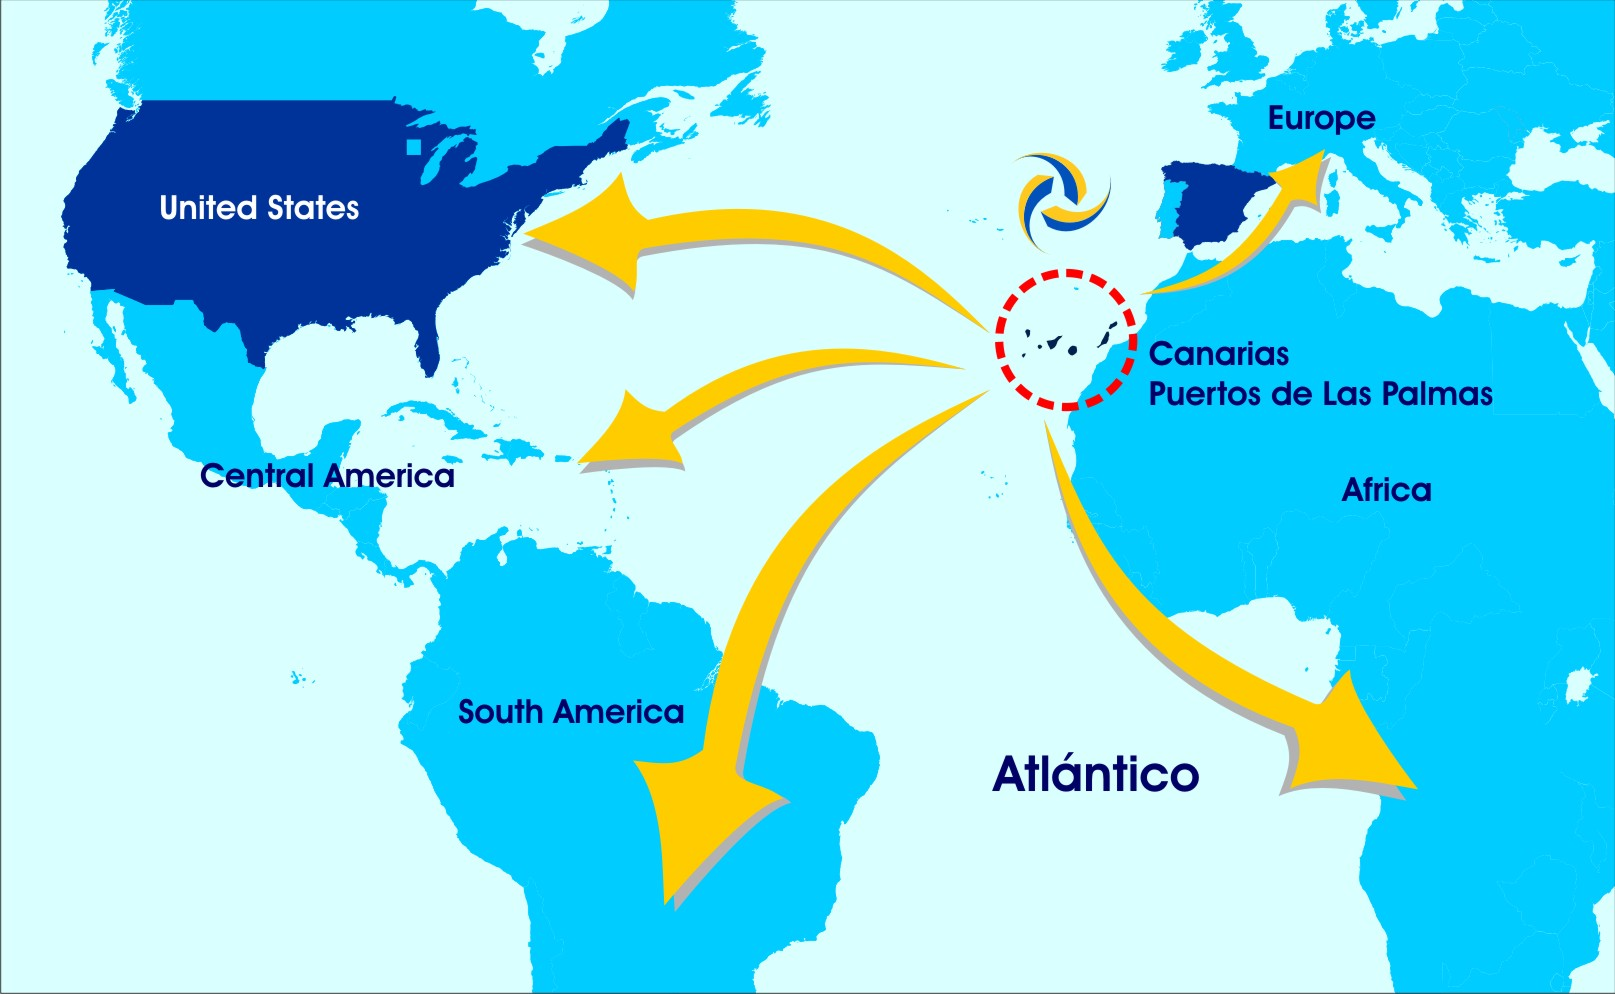 Europe
United States
Canarias
Puertos de Las Palmas
Central America
Africa
South America
Atlántico